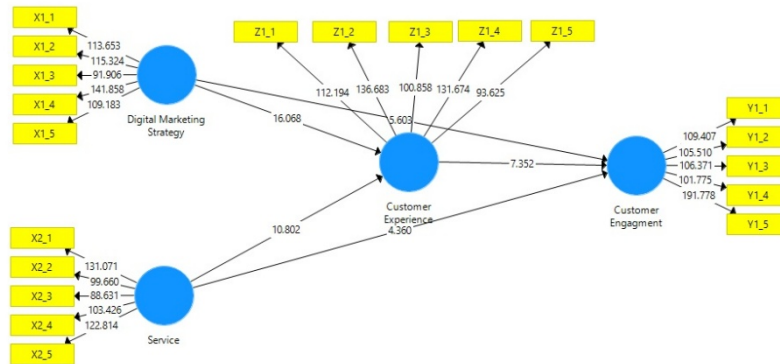 X1_1
X1_2
X1_3
X1_4
X1_5
113.653
115.324
91.906
141.858
109.183
Digital Marketing
Strategy
Z1_1
Z1_2
Z1_3
Z1_4
Z1_5
112.194
136.683
100.858
131.674
93.625
16.068
5.603
Customer
Experience
7.352
10.802
4.360
Y1_1
Y1_2
Y1_3
Y1_4
Y1_5
109.407
105.510
106.371
101.775
191.778
Customer
Engagment
X2_1
X2_2
X2_3
X2_4
X2_5
131.071
99.660
88.631
103.426
122.814
Service